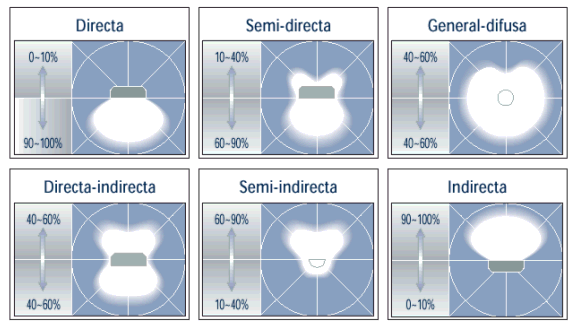 Directa
0~10%
90~100%
Semi-directa
10~40%
60~90%
General-difusa
40~60%
40~60%
Directa-indirecta
40~60%
40~60%
Semi-indirecta
60~90%
10~40%
Indirecta
90~100%
0~10%